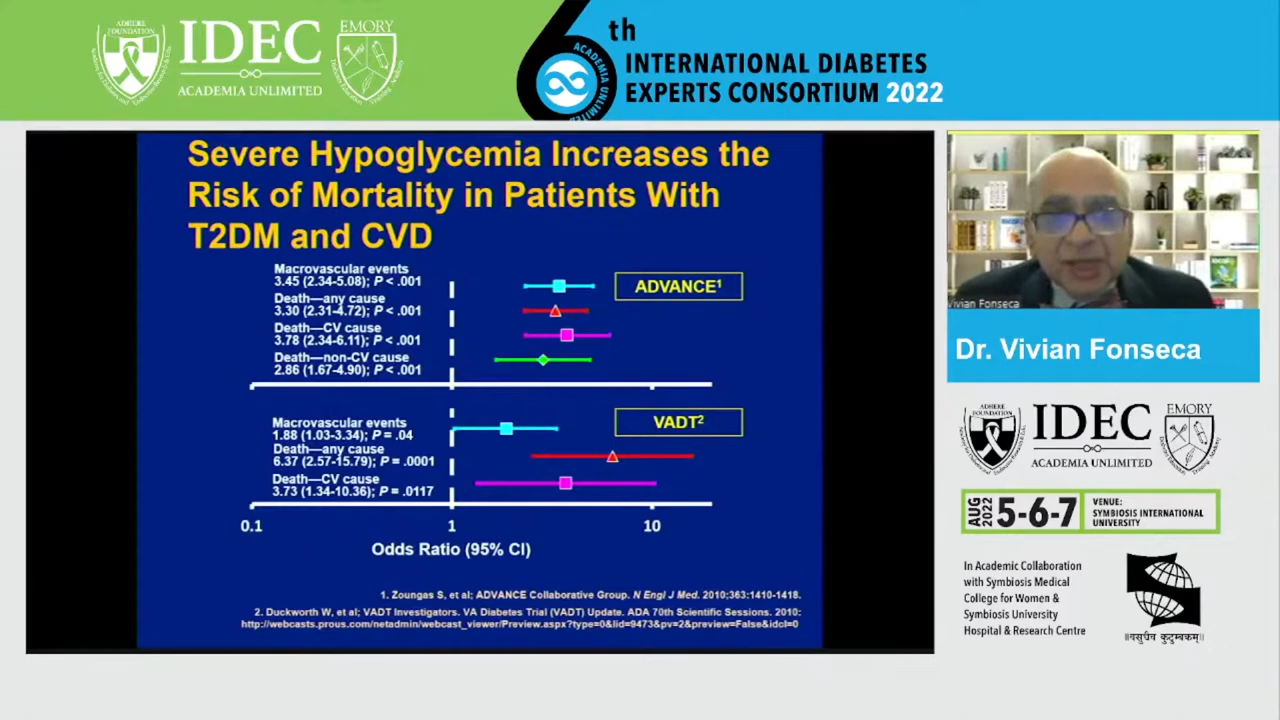 ADHERE
FOUNDATION
IDEC
ACADEMIA UNLIMITED
EMORY
6th
ACADEMIA UNLIMITED
INTERNATIONAL DIABETES
EXPERTS CONSORTIUM 2022
Severe Hypoglycemia Increases the
Risk of Mortality in Patients With
T2DM and CVD
Macrovascular events
3.45 (2.34-5.08); P < .001
Death—any cause
3.30 (2.31-4.72); P < .001
Death—CV cause
3.78 (2.34-6.11); P < .001
Death—non-CV cause
2.86 (1.67-4.90); P < .001
ADVANCE¹
Macrovascular events
1.88 (1.03-3.34); P = .04
Death—any cause
6.37 (2.57-15.79); P = .0001
Death—CV cause
3.73 (1.34-10.36); P = .0117
VADT²
0.1 1 10
Odds Ratio (95% CI)
1. Zoungas S, et al; ADVANCE Collaborative Group. N Engl J Med. 2010;363:1410-1418.
2. Duckworth W, et al; VADT Investigators. VA Diabetes Trial (VADT) Update. ADA 70th Scientific Sessions. 2010:
http://webcasts.prous.com/netadmin/webcast_viewer/Preview.aspx?type=0&lid=9473&pv=2&preview=False&idcl=0
Vivian Fonseca
Dr. Vivian Fonseca
ADHERE
FOUNDATION
IDEC
ACADEMIA UNLIMITED
EMORY
AUG 2022
5-6-7
VENUE:
SYMBIOSIS INTERNATIONAL
UNIVERSITY
In Academic Collaboration
with Symbiosis Medical
College for Women &
Symbiosis University
Hospital & Research Centre
॥वसुधैव कुटुम्बकम्॥